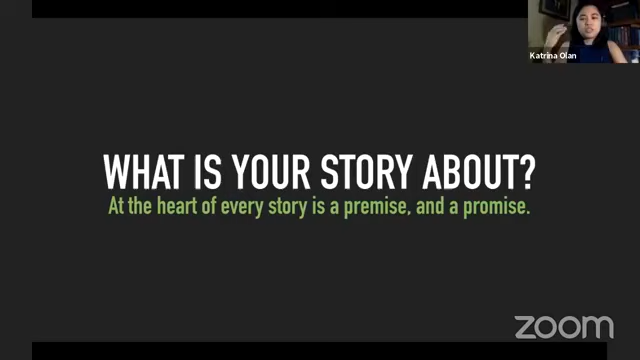 Katrina Olan
WHAT IS YOUR STORY ABOUT?
At the heart of every story is a premise, and a promise.
zoom